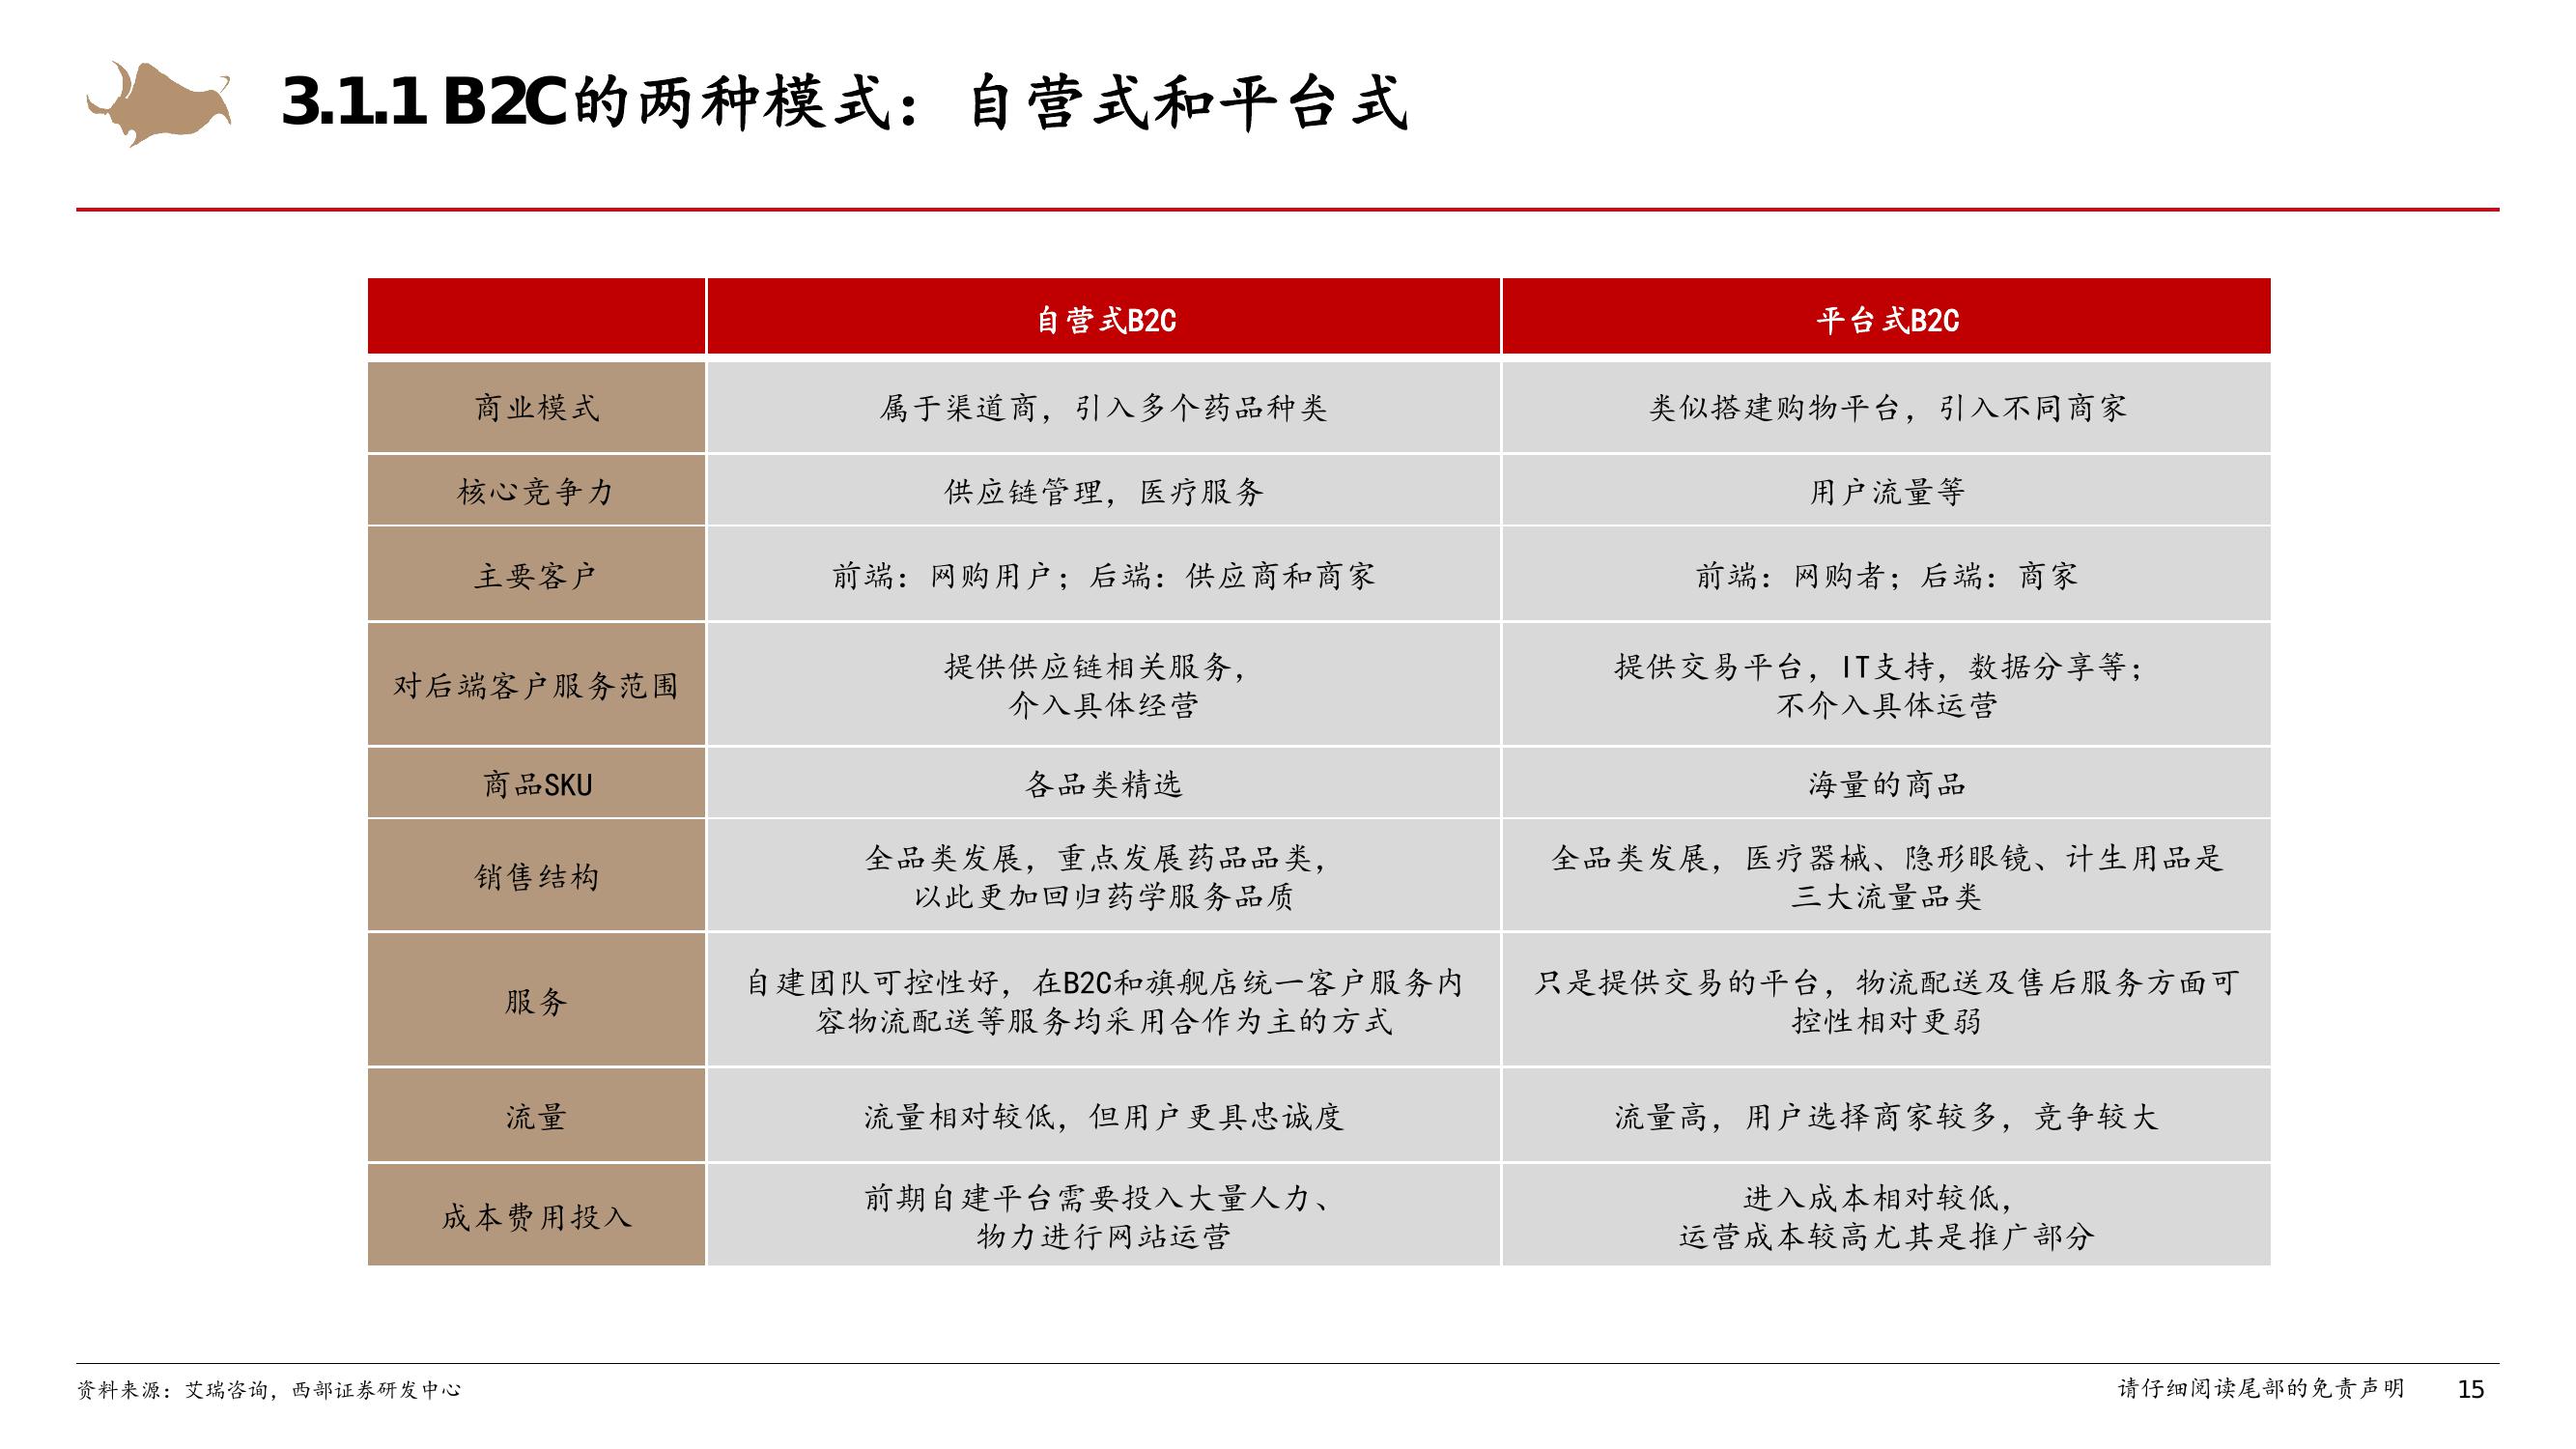 3.1.1 B2C的两种模式：自营式和平台式
自营式B2C
平台式B2C
商业模式
属于渠道商，引入多个药品种类
类似搭建购物平台，引入不同商家
核心竞争力
供应链管理，医疗服务
用户流量等
主要客户
前端：网购用户；后端：供应商和商家
前端：网购者；后端：商家
对后端客户服务范围
提供供应链相关服务，
介入具体经营
提供交易平台，IT支持，数据分享等；
不介入具体运营
商品SKU
各品类精选
海量的商品
销售结构
全品类发展，重点发展药品品类，
以此更加回归药学服务品质
全品类发展，医疗器械、隐形眼镜、计生用品是
三大流量品类
服务
自建团队可控性好，在B2C和旗舰店统一客户服务内
容物流配送等服务均采用合作为主的方式
只是提供交易的平台，物流配送及售后服务方面可
控性相对更弱
流量
流量相对较低，但用户更具忠诚度
流量高，用户选择商家较多，竞争较大
成本费用投入
前期自建平台需要投入大量人力、
物力进行网站运营
进入成本相对较低，
运营成本较高尤其是推广部分
资料来源：艾瑞咨询，西部证券研发中心
请仔细阅读尾部的免责声明
15